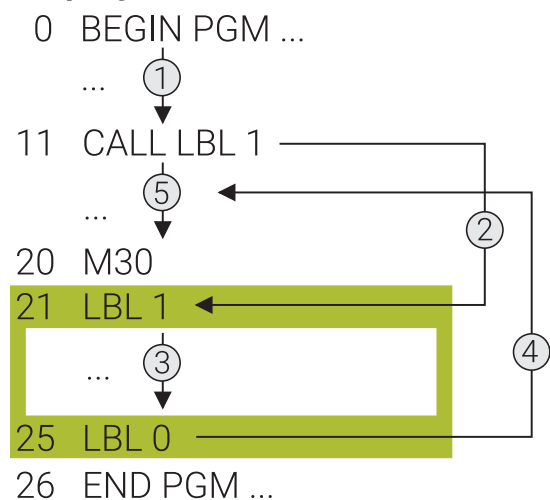 0 BEGIN PGM ...
... 1
11 CALL LBL 1
5
... 2
20 M30
21 LBL 1
... 3 4
25 LBL 0
26 END PGM ...